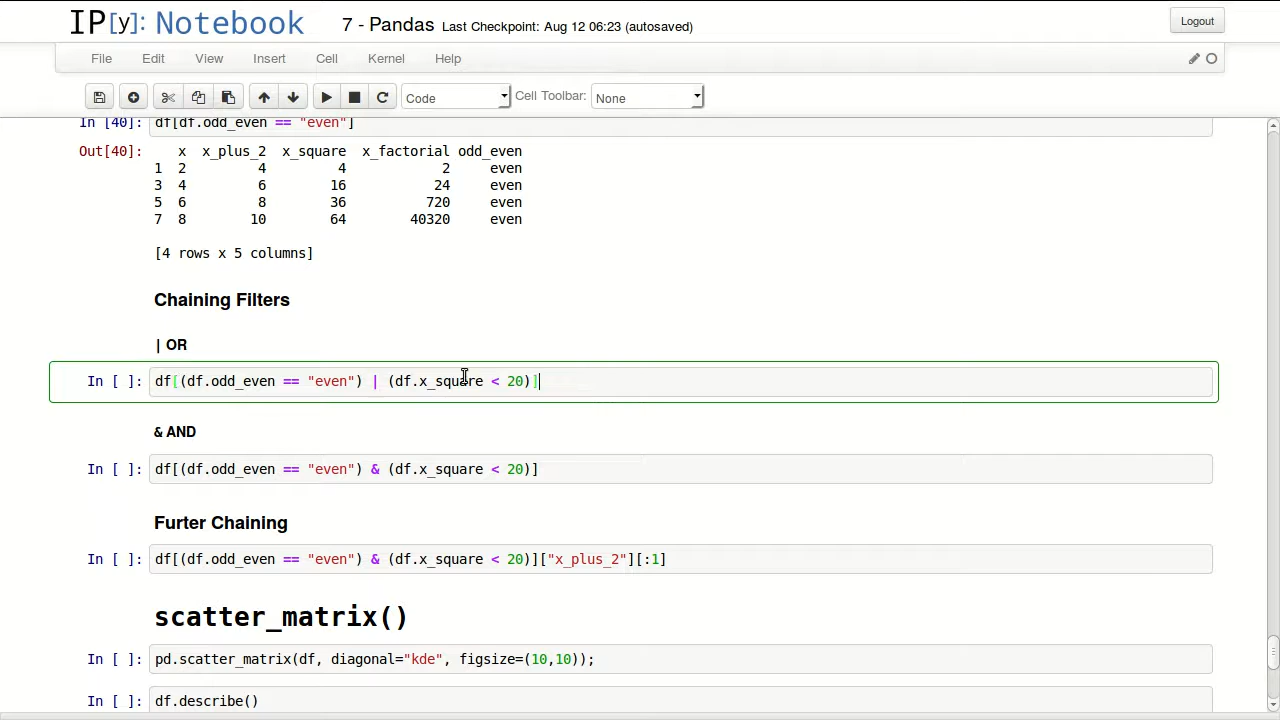 IP[y]: Notebook 7 - Pandas Last Checkpoint: Aug 12 06:23 (autosaved) Logout
File Edit View Insert Cell Kernel Help
Code Cell Toolbar: None
In [40]: df[df.odd_even == "even"]
Out[40]: x x_plus_2 x_square x_factorial odd_even
1 2 4 4 2 even
3 4 6 16 24 even
5 6 8 36 720 even
7 8 10 64 40320 even
[4 rows x 5 columns]
Chaining Filters
| OR
In [ ]: df[(df.odd_even == "even") | (df.x_square < 20)]
& AND
In [ ]: df[(df.odd_even == "even") & (df.x_square < 20)]
Furter Chaining
In [ ]: df[(df.odd_even == "even") & (df.x_square < 20)]["x_plus_2"][:1]
scatter_matrix()
In [ ]: pd.scatter_matrix(df, diagonal="kde", figsize=(10,10));
In [ ]: df.describe()